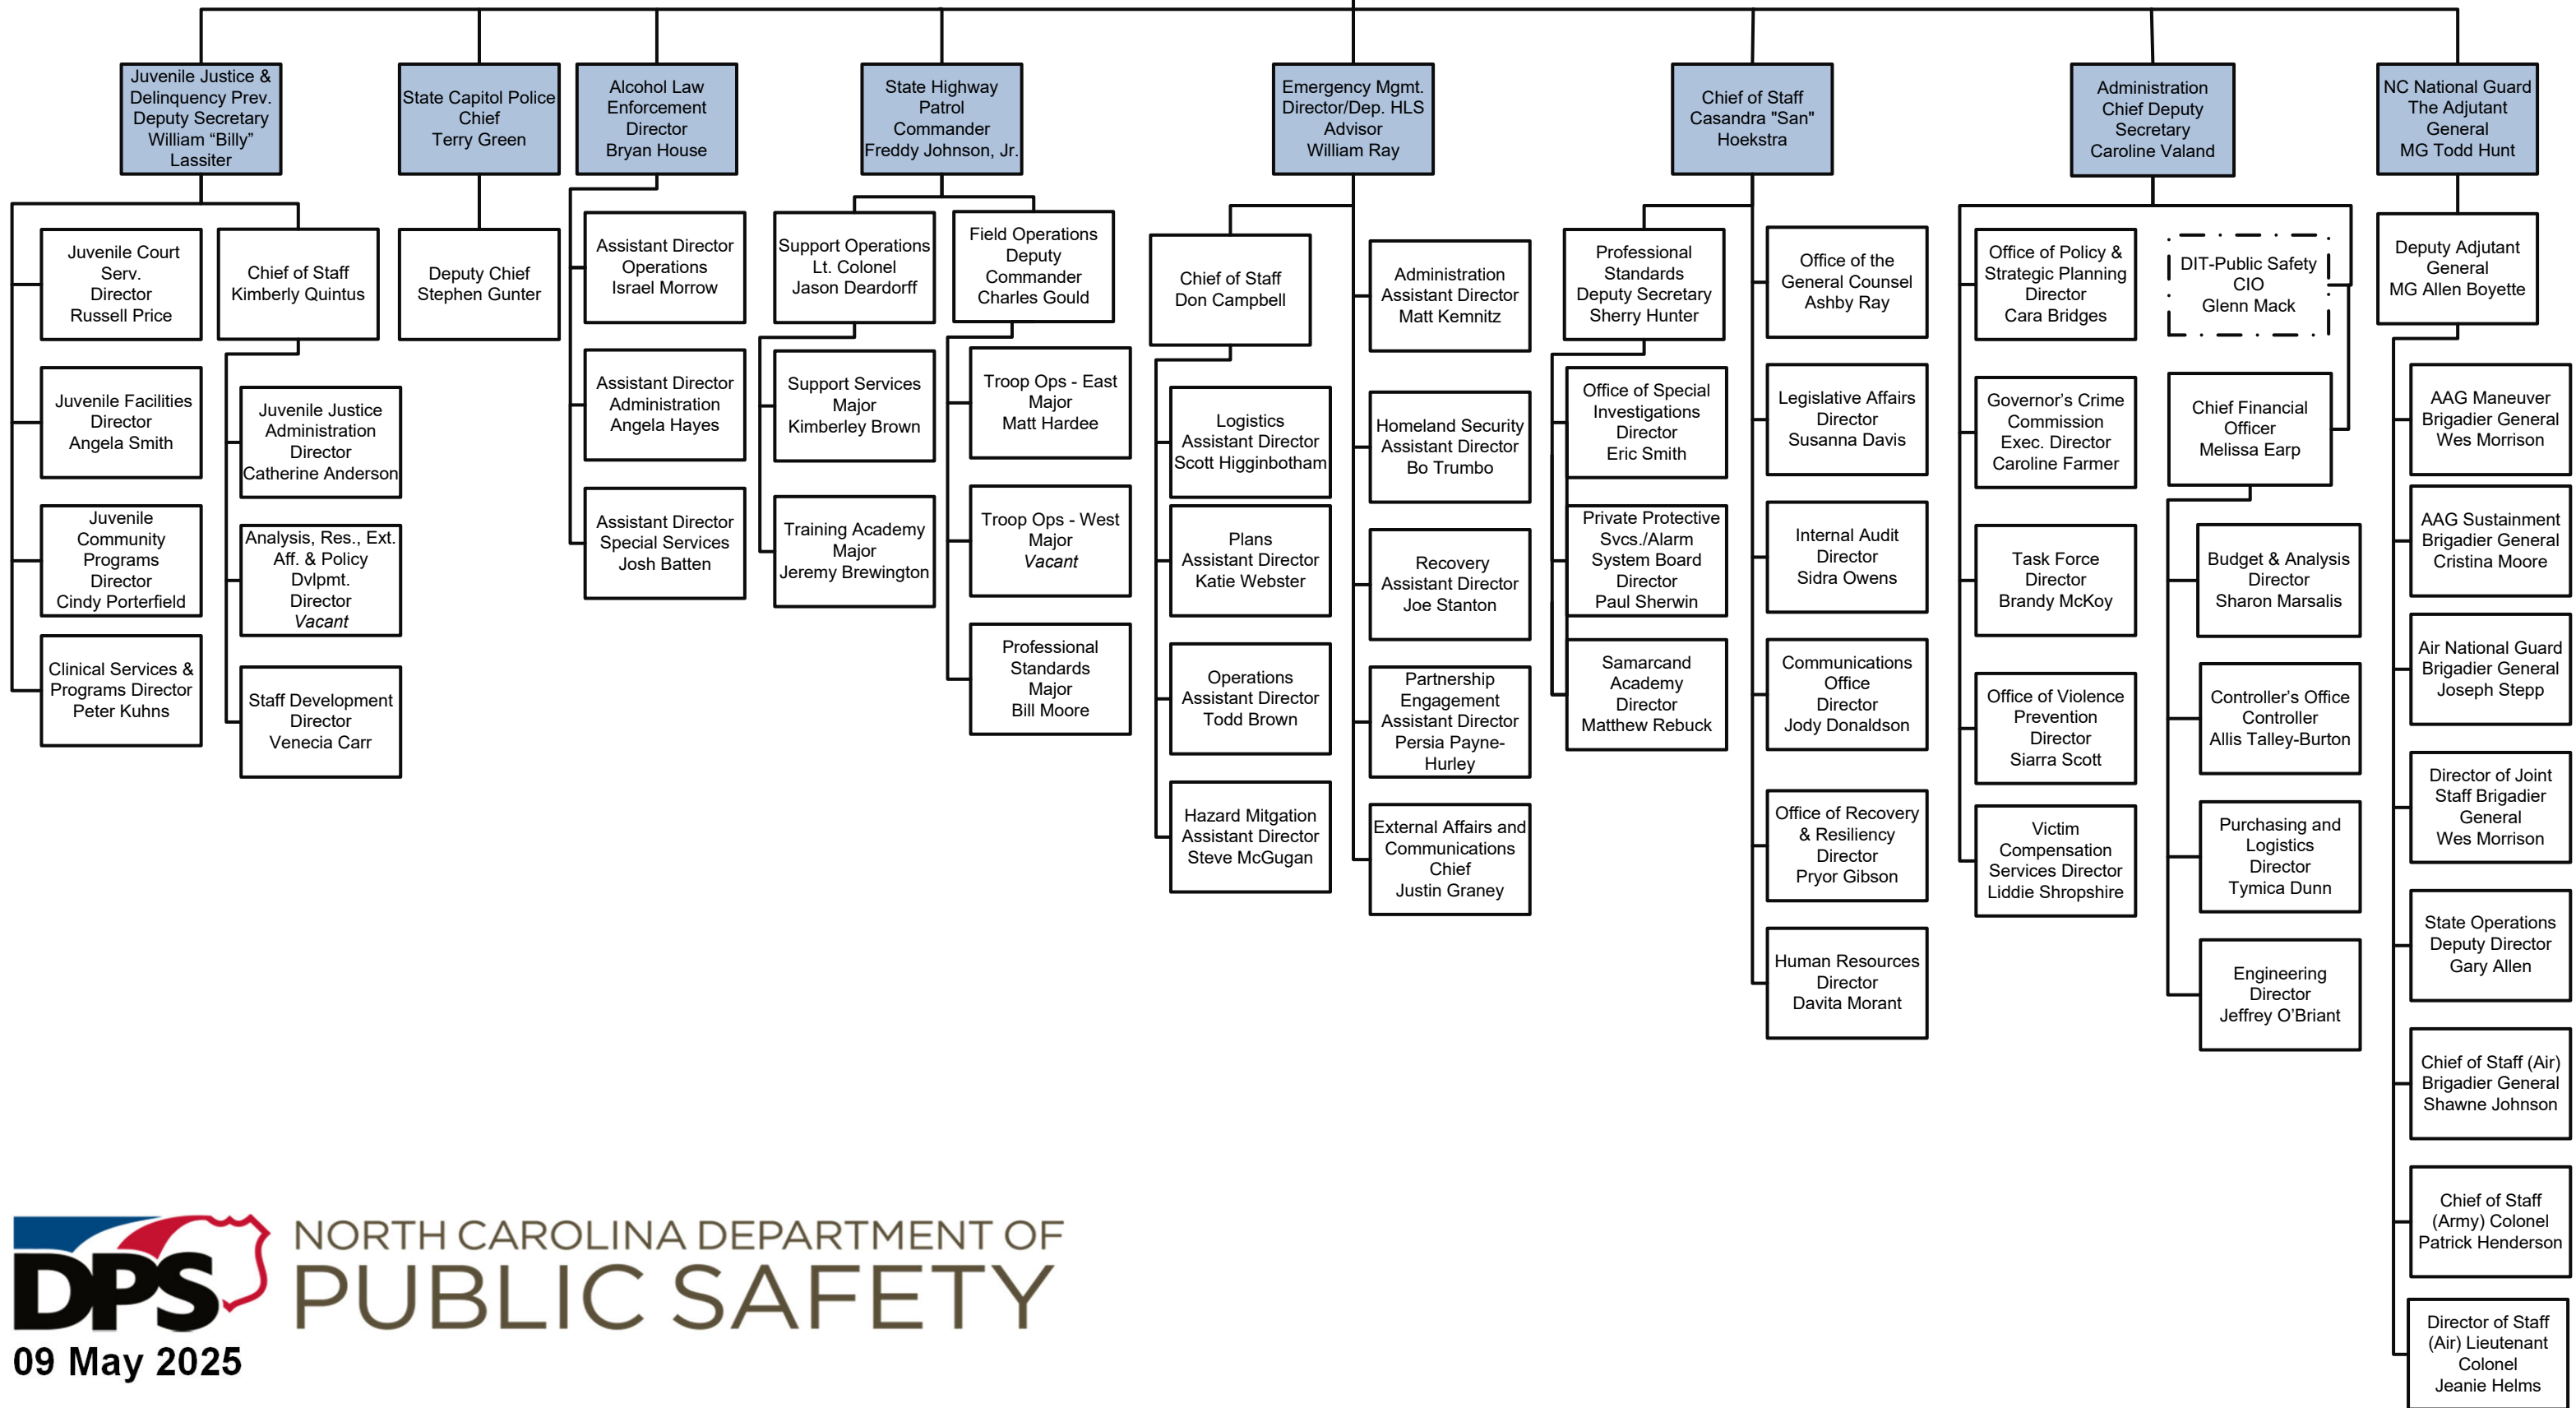 Juvenile Justice &
Delinquency Prev.
Deputy Secretary
William “Billy”
Lassiter
Juvenile Court
Serv.
Director
Russell Price
Juvenile Facilities
Director
Angela Smith
Juvenile
Community
Programs
Director
Cindy Porterfield
Clinical Services &
Programs Director
Peter Kuhns
Chief of Staff
Kimberly Quintus
Juvenile Justice
Administration
Director
Catherine Anderson
Analysis, Res., Ext.
Aff. & Policy
Dvlpmt.
Director
Vacant
Staff Development
Director
Venecia Carr
State Capitol Police
Chief
Terry Green
Deputy Chief
Stephen Gunter
Alcohol Law
Enforcement
Director
Bryan House
Assistant Director
Operations
Israel Morrow
Assistant Director
Administration
Angela Hayes
Assistant Director
Special Services
Josh Batten
State Highway
Patrol
Commander
Freddy Johnson, Jr.
Support Operations
Lt. Colonel
Jason Deardorff
Support Services
Major
Kimberley Brown
Training Academy
Major
Jeremy Brewington
Field Operations
Deputy
Commander
Charles Gould
Troop Ops - East
Major
Matt Hardee
Troop Ops - West
Major
Vacant
Professional
Standards
Major
Bill Moore
Emergency Mgmt.
Director/Dep. HLS
Advisor
William Ray
Chief of Staff
Don Campbell
Logistics
Assistant Director
Scott Higginbotham
Plans
Assistant Director
Katie Webster
Operations
Assistant Director
Todd Brown
Hazard Mitgation
Assistant Director
Steve McGugan
Administration
Assistant Director
Matt Kemnitz
Homeland Security
Assistant Director
Bo Trumbo
Recovery
Assistant Director
Joe Stanton
Partnership
Engagement
Assistant Director
Persia Payne-
Hurley
External Affairs and
Communications
Chief
Justin Graney
Chief of Staff
Casandra "San"
Hoekstra
Professional
Standards
Deputy Secretary
Sherry Hunter
Office of Special
Investigations
Director
Eric Smith
Private Protective
Svcs./Alarm
System Board
Director
Paul Sherwin
Samarcand
Academy
Director
Matthew Rebuck
Office of the
General Counsel
Ashby Ray
Legislative Affairs
Director
Susanna Davis
Internal Audit
Director
Sidra Owens
Communications
Office
Director
Jody Donaldson
Office of Recovery
& Resiliency
Director
Pryor Gibson
Human Resources
Director
Davita Morant
Administration
Chief Deputy
Secretary
Caroline Valand
Office of Policy &
Strategic Planning
Director
Cara Bridges
Governor’s Crime
Commission
Exec. Director
Caroline Farmer
Task Force
Director
Brandy McKoy
Office of Violence
Prevention
Director
Siarra Scott
Victim
Compensation
Services Director
Liddie Shropshire
DIT-Public Safety
CIO
Glenn Mack
Chief Financial
Officer
Melissa Earp
Budget & Analysis
Director
Sharon Marsalis
Controller’s Office
Controller
Allis Talley-Burton
Purchasing and
Logistics
Director
Tymica Dunn
Engineering
Director
Jeffrey O’Briant
NC National Guard
The Adjutant
General
MG Todd Hunt
Deputy Adjutant
General
MG Allen Boyette
AAG Maneuver
Brigadier General
Wes Morrison
AAG Sustainment
Brigadier General
Cristina Moore
Air National Guard
Brigadier General
Joseph Stepp
Director of Joint
Staff Brigadier
General
Wes Morrison
State Operations
Deputy Director
Gary Allen
Chief of Staff (Air)
Brigadier General
Shawne Johnson
Chief of Staff
(Army) Colonel
Patrick Henderson
Director of Staff
(Air) Lieutenant
Colonel
Jeanie Helms
DPS
NORTH CAROLINA DEPARTMENT OF
PUBLIC SAFETY
09 May 2025